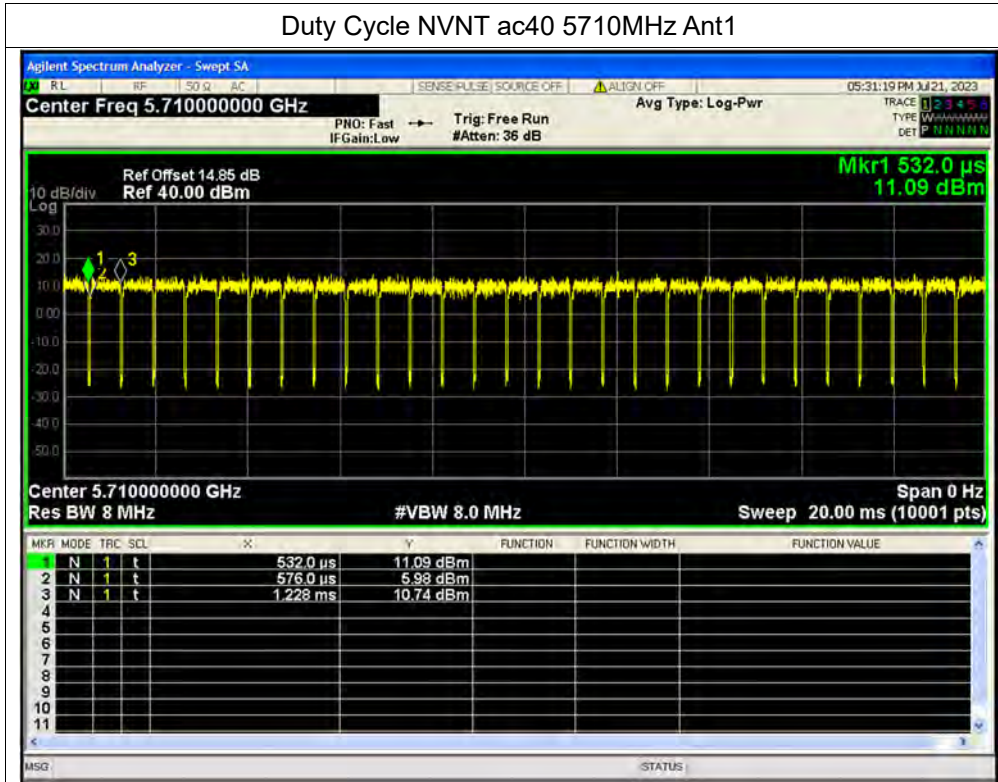 Duty Cycle NVNT ac40 5710MHz Ant1
Agilent Spectrum Analyzer - Swept SA
LXI RL RF 50 Ω AC SENSE:PULSE SOURCE OFF ALIGN OFF 05:31:19 PM Jul 21, 2023
Center Freq 5.710000000 GHz Avg Type: Log-Pwr TRACE 1 2 3 4 5 6
PNO: Fast Trig: Free Run TYPE W
IFGain:Low #Atten: 36 dB DET P N N N N N
Mkr1 532.0 µs
11.09 dBm
Ref Offset 14.85 dB
10 dB/div Ref 40.00 dBm
Log
30.0
20.0
10.0
0.00
-10.0
-20.0
-30.0
-40.0
-50.0
1 2 3
Center 5.710000000 GHz Span 0 Hz
Res BW 8 MHz #VBW 8.0 MHz Sweep 20.00 ms (10001 pts)
MKR MODE TRC SCL X Y FUNCTION FUNCTION WIDTH FUNCTION VALUE
1 N 1 t 532.0 µs 11.09 dBm
2 N 1 t 576.0 µs 5.98 dBm
3 N 1 t 1.228 ms 10.74 dBm
4
5
6
7
8
9
10
11
MSG STATUS